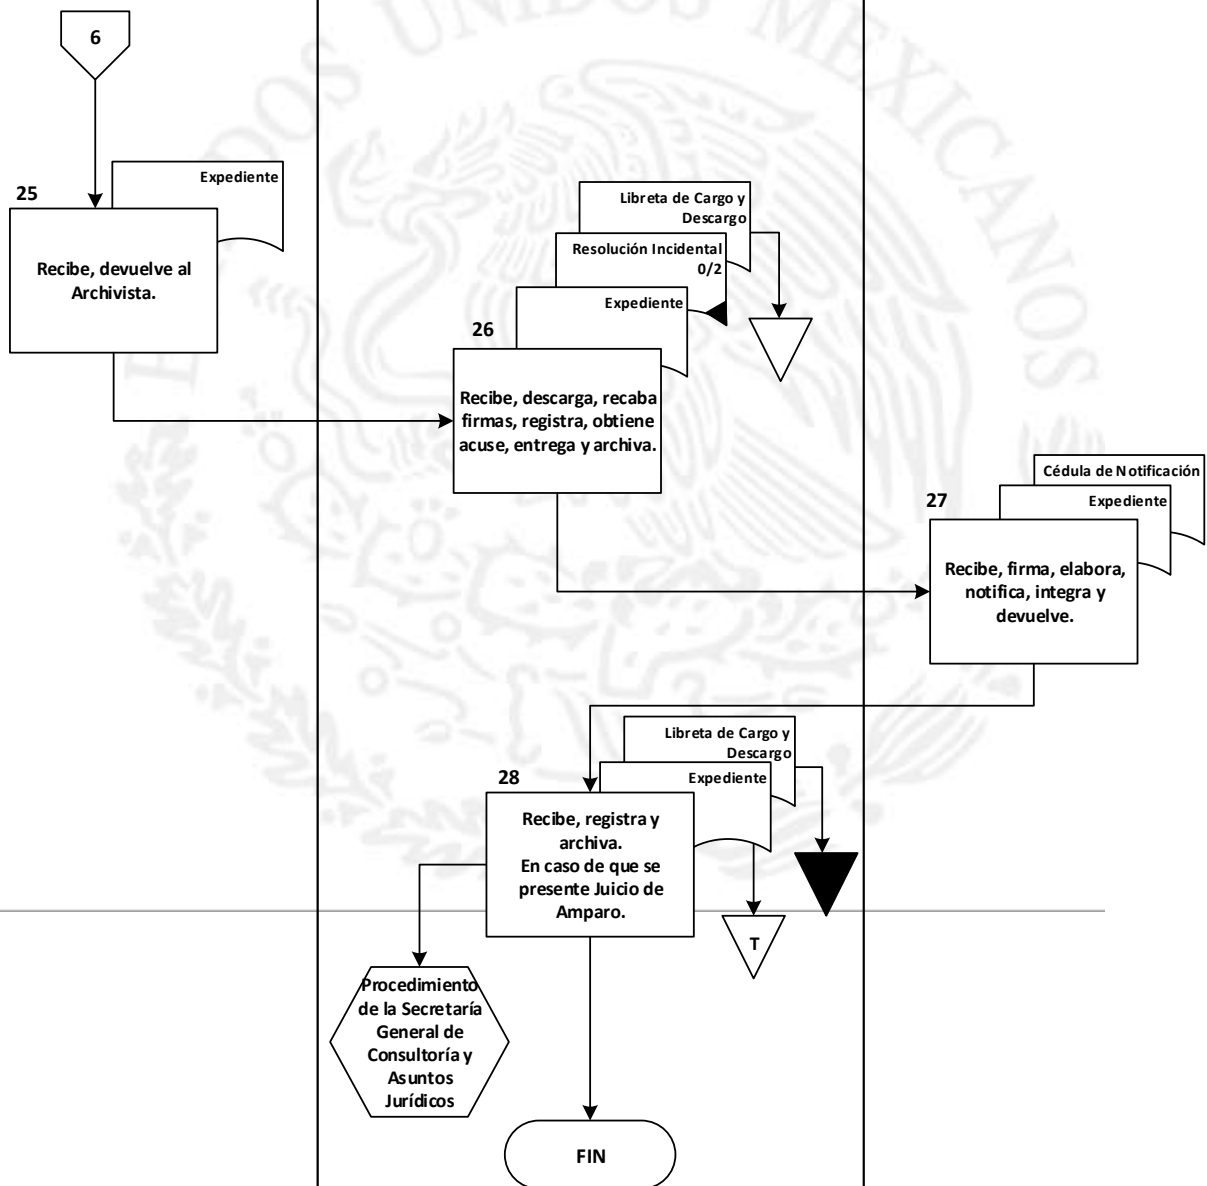 UNIDOS MEXICANOS
6
25
Expediente
Recibe, devuelve al
Archivista.
Libreta de Cargo y
Descargo
Resolución Incidental
0/2
Expediente
26
Recibe, descarga, recaba
firmas, registra, obtiene
acuse, entrega y archiva.
Cédula de Notificación
Expediente
27
Recibe, firma, elabora,
notifica, integra y
devuelve.
Libreta de Cargo y
Descargo
Expediente
28
Recibe, registra y
archiva.
En caso de que se
presente Juicio de
Amparo.
T
Procedimiento
de la Secretaría
General de
Consultoría y
Asuntos
Jurídicos
FIN